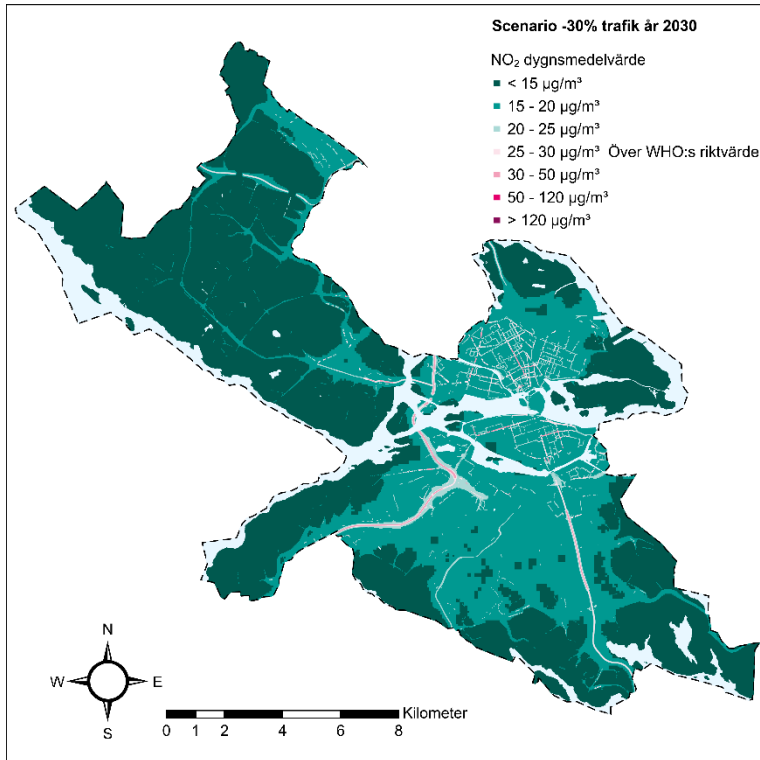 Scenario -30% trafik år 2030
NO₂ dygnsmedelvärde
< 15 µg/m³
15 - 20 µg/m³
20 - 25 µg/m³
25 - 30 µg/m³ Över WHO:s riktvärde
30 - 50 µg/m³
50 - 120 µg/m³
> 120 µg/m³
N
W E
S
Kilometer
0 1 2 4 6 8